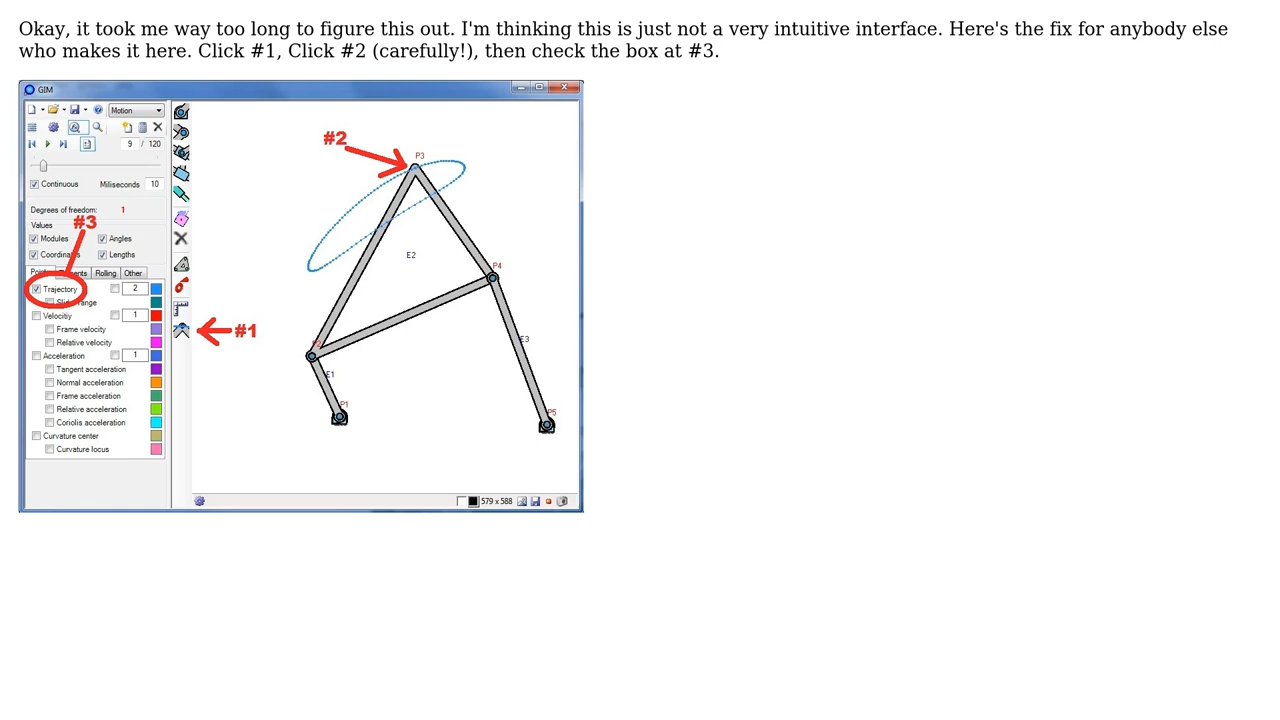 Okay, it took me way too long to figure this out. I'm thinking this is just not a very intuitive interface. Here's the fix for anybody else
who makes it here. Click #1, Click #2 (carefully!), then check the box at #3.
GIM
Motion
9 / 120
Continuous Miliseconds 10
Degrees of freedom: 1
Values
#3
Modules Angles
Coordinat Lengths
Rolling Other
Trajectory 2
Velocitiy 1
Frame velocity
Relative velocity
Acceleration 1
Tangent acceleration
Normal acceleration
Frame acceleration
Relative acceleration
Coriolis acceleration
Curvature center
Curvature locus
#2
P3
E2
P4
#1
E3
E1
P1
P5
579 x 588